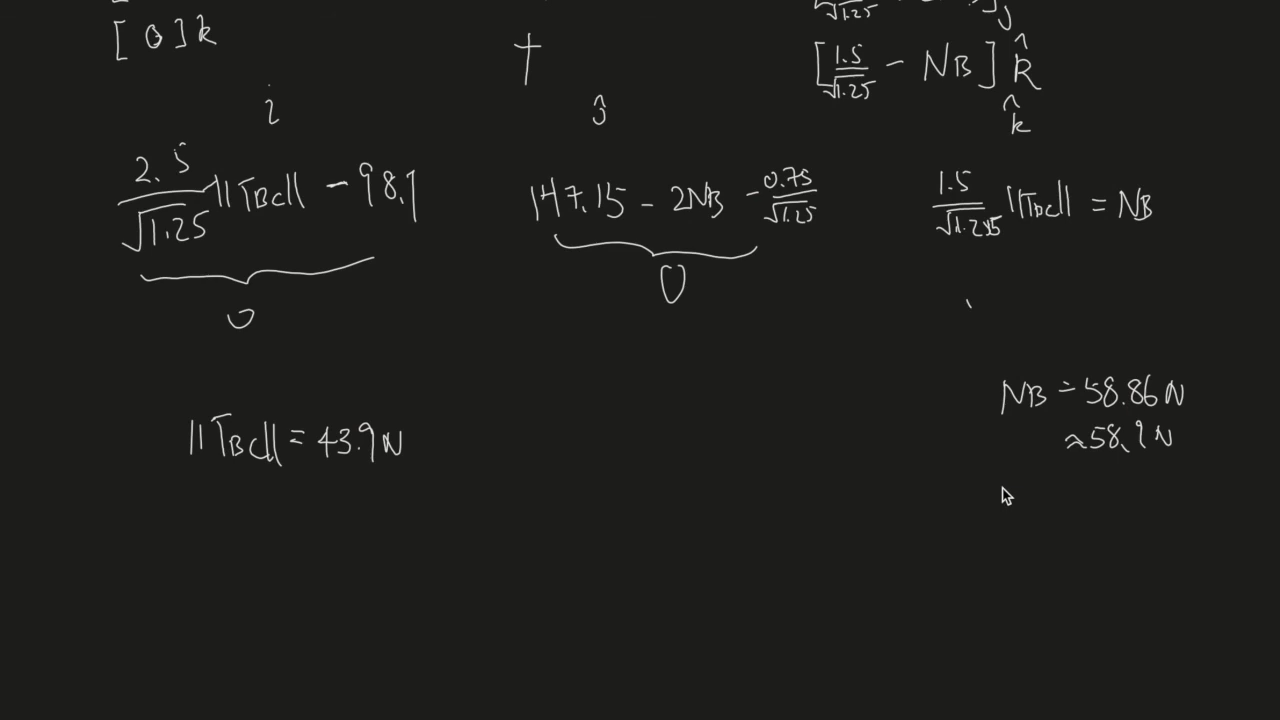 [ 0 ] k
+
[ 1.5/√1.25 - NB ] k̂
i
ĵ
k̂
2.5/√1.25 ||TBC|| - 98.1
147.15 - 2NB - 0.75/√1.25
1.5/√1.25 ||TBC|| = NB
0
0
NB = 58.86 N
≈ 58.9 N
||TBC|| = 43.9 N